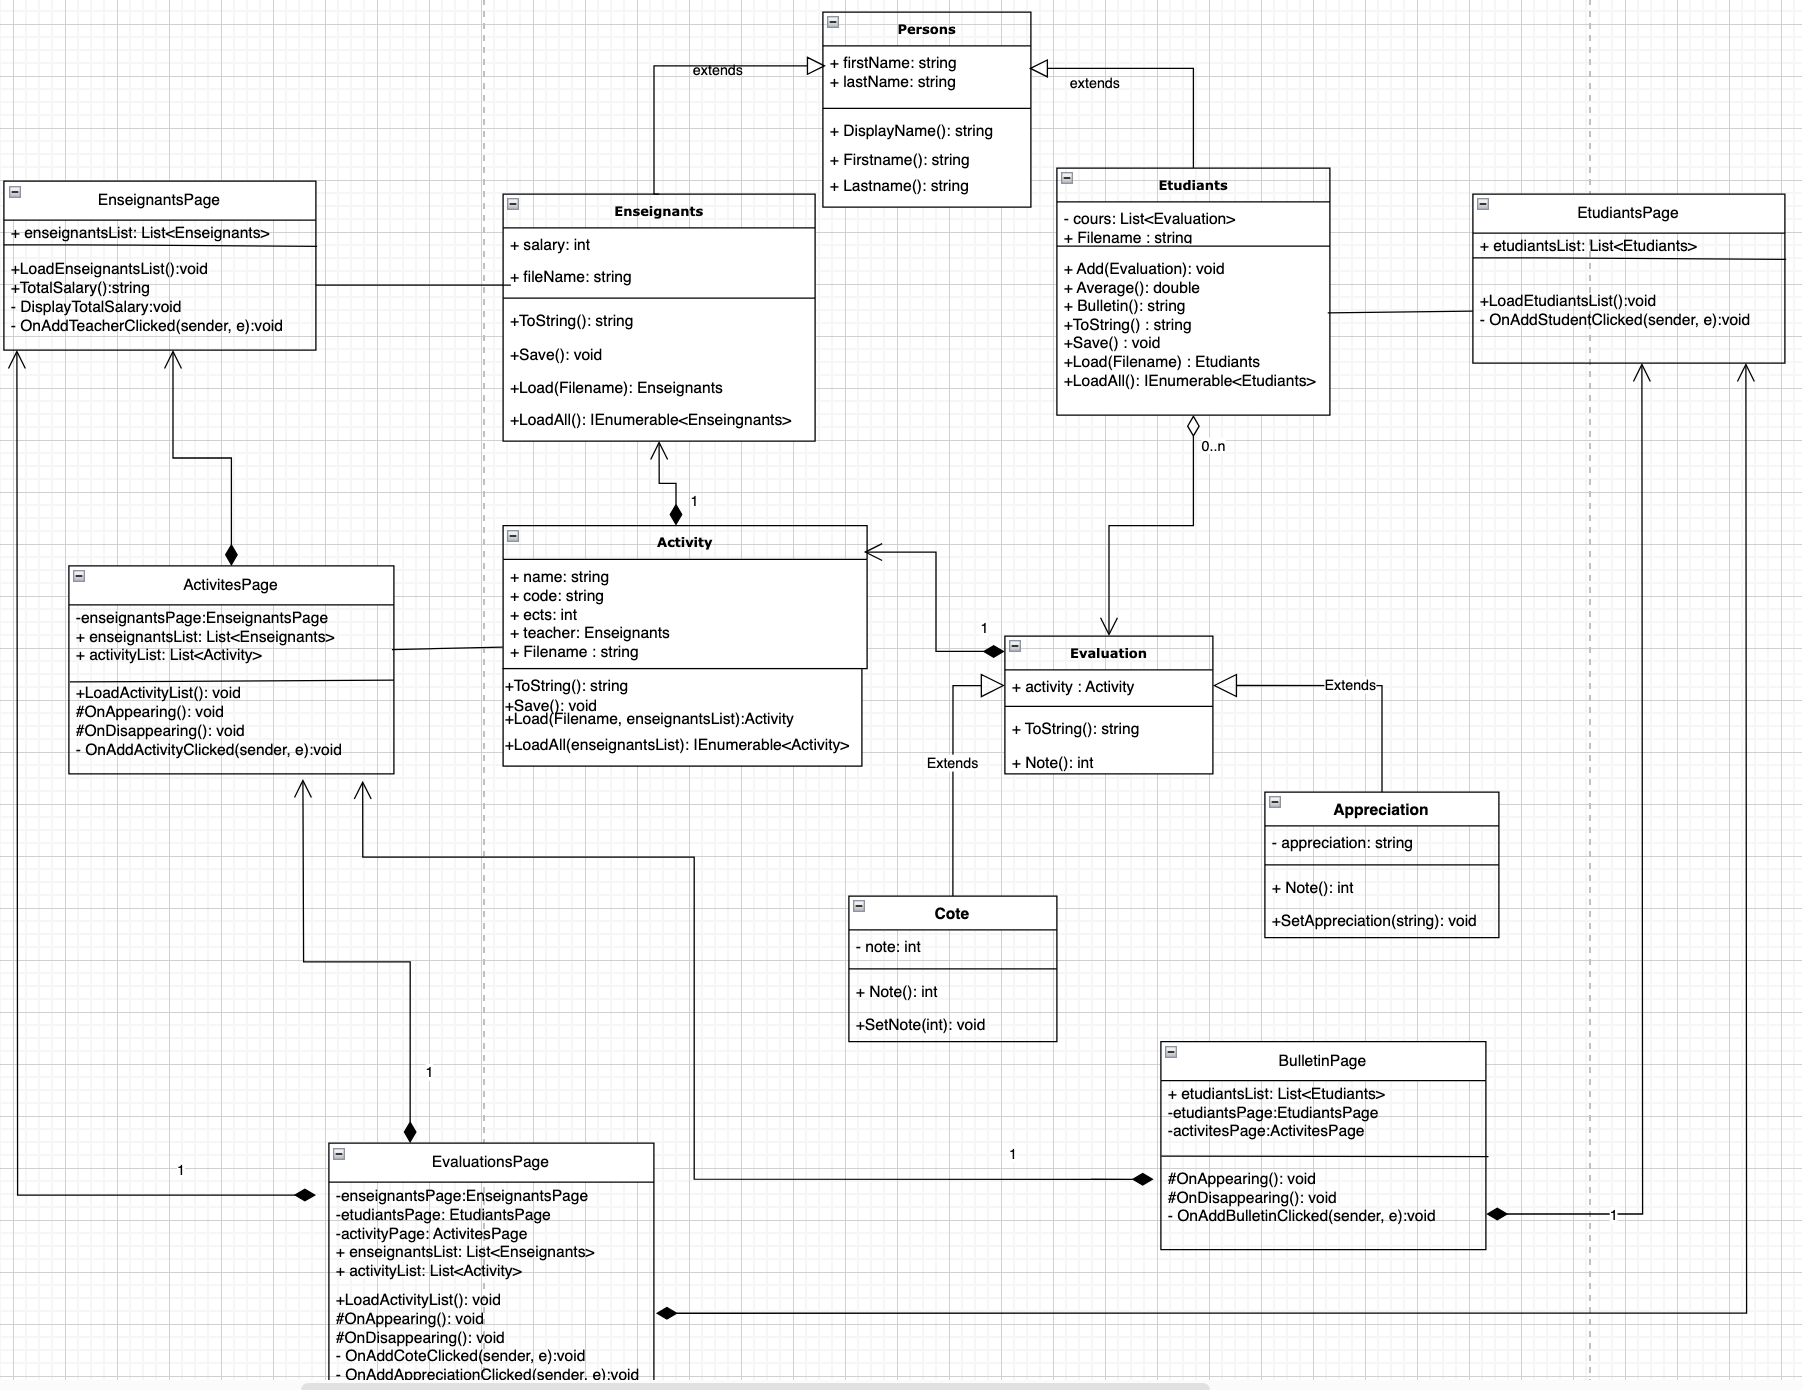 Persons
+ firstName: string
+ lastName: string
+ DisplayName(): string
+ Firstname(): string
+ Lastname(): string
extends
extends
EnseignantsPage
+ enseignantsList: List<Enseignants>
+LoadEnseignantsList():void
+TotalSalary():string
- DisplayTotalSalary:void
- OnAddTeacherClicked(sender, e):void
Enseignants
+ salary: int
+ fileName: string
+ToString(): string
+Save(): void
+Load(Filename): Enseignants
+LoadAll(): IEnumerable<Enseingnants>
Etudiants
- cours: List<Evaluation>
+ Filename : string
+ Add(Evaluation): void
+ Average(): double
+ Bulletin(): string
+ToString() : string
+Save() : void
+Load(Filename) : Etudiants
+LoadAll(): IEnumerable<Etudiants>
EtudiantsPage
+ etudiantsList: List<Etudiants>
+LoadEtudiantsList():void
- OnAddStudentClicked(sender, e):void
0..n
1
ActivitesPage
-enseignantsPage:EnseignantsPage
+ enseignantsList: List<Enseignants>
+ activityList: List<Activity>
+LoadActivityList(): void
#OnAppearing(): void
#OnDisappearing(): void
- OnAddActivityClicked(sender, e):void
Activity
+ name: string
+ code: string
+ ects: int
+ teacher: Enseignants
+ Filename : string
+ToString(): string
+Save(): void
+Load(Filename, enseignantsList):Activity
+LoadAll(enseignantsList): IEnumerable<Activity>
1
Evaluation
+ activity : Activity
+ ToString(): string
+ Note(): int
Extends
Extends
Appreciation
- appreciation: string
+ Note(): int
+SetAppreciation(string): void
Cote
- note: int
+ Note(): int
+SetNote(int): void
BulletinPage
+ etudiantsList: List<Etudiants>
-etudiantsPage:EtudiantsPage
-activitesPage:ActivitesPage
#OnAppearing(): void
#OnDisappearing(): void
- OnAddBulletinClicked(sender, e):void
1
1
1
1
EvaluationsPage
-enseignantsPage:EnseignantsPage
-etudiantsPage: EtudiantsPage
-activityPage: ActivitesPage
+ enseignantsList: List<Enseignants>
+ activityList: List<Activity>
+LoadActivityList(): void
#OnAppearing(): void
#OnDisappearing(): void
- OnAddCoteClicked(sender, e):void
- OnAddAppreciationClicked(sender, e):void